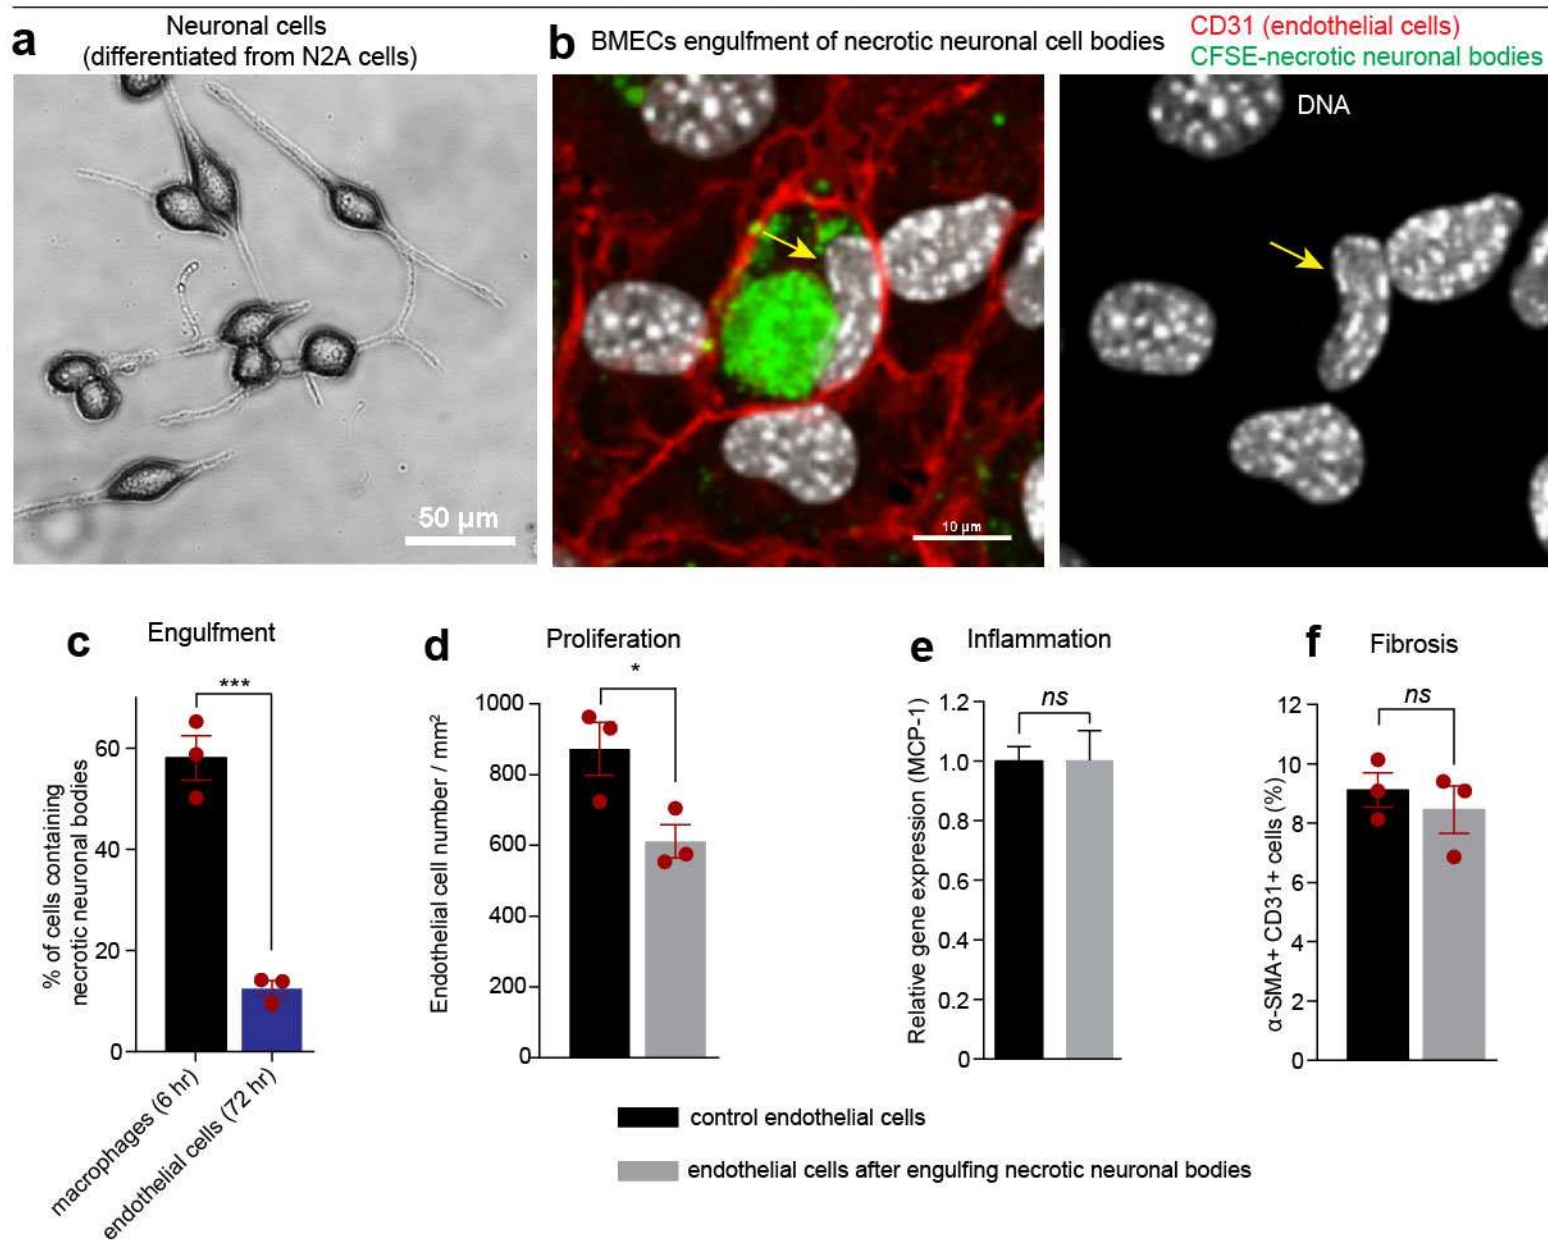 a
Neuronal cells
(differentiated from N2A cells)
50 µm
b
BMECs engulfment of necrotic neuronal cell bodies
CD31 (endothelial cells)
CFSE-necrotic neuronal bodies
10 µm
DNA
c
Engulfment
***
% of cells containing
necrotic neuronal bodies
60
40
20
0
macrophages (6 hr)
endothelial cells (72 hr)
d
Proliferation
*
Endothelial cell number / mm²
1000
800
600
400
200
0
e
Inflammation
ns
Relative gene expression (MCP-1)
1.2
1.0
0.8
0.6
0.4
0.2
0
f
Fibrosis
ns
α-SMA+ CD31+ cells (%)
12
10
8
6
4
2
0
control endothelial cells
endothelial cells after engulfing necrotic neuronal bodies